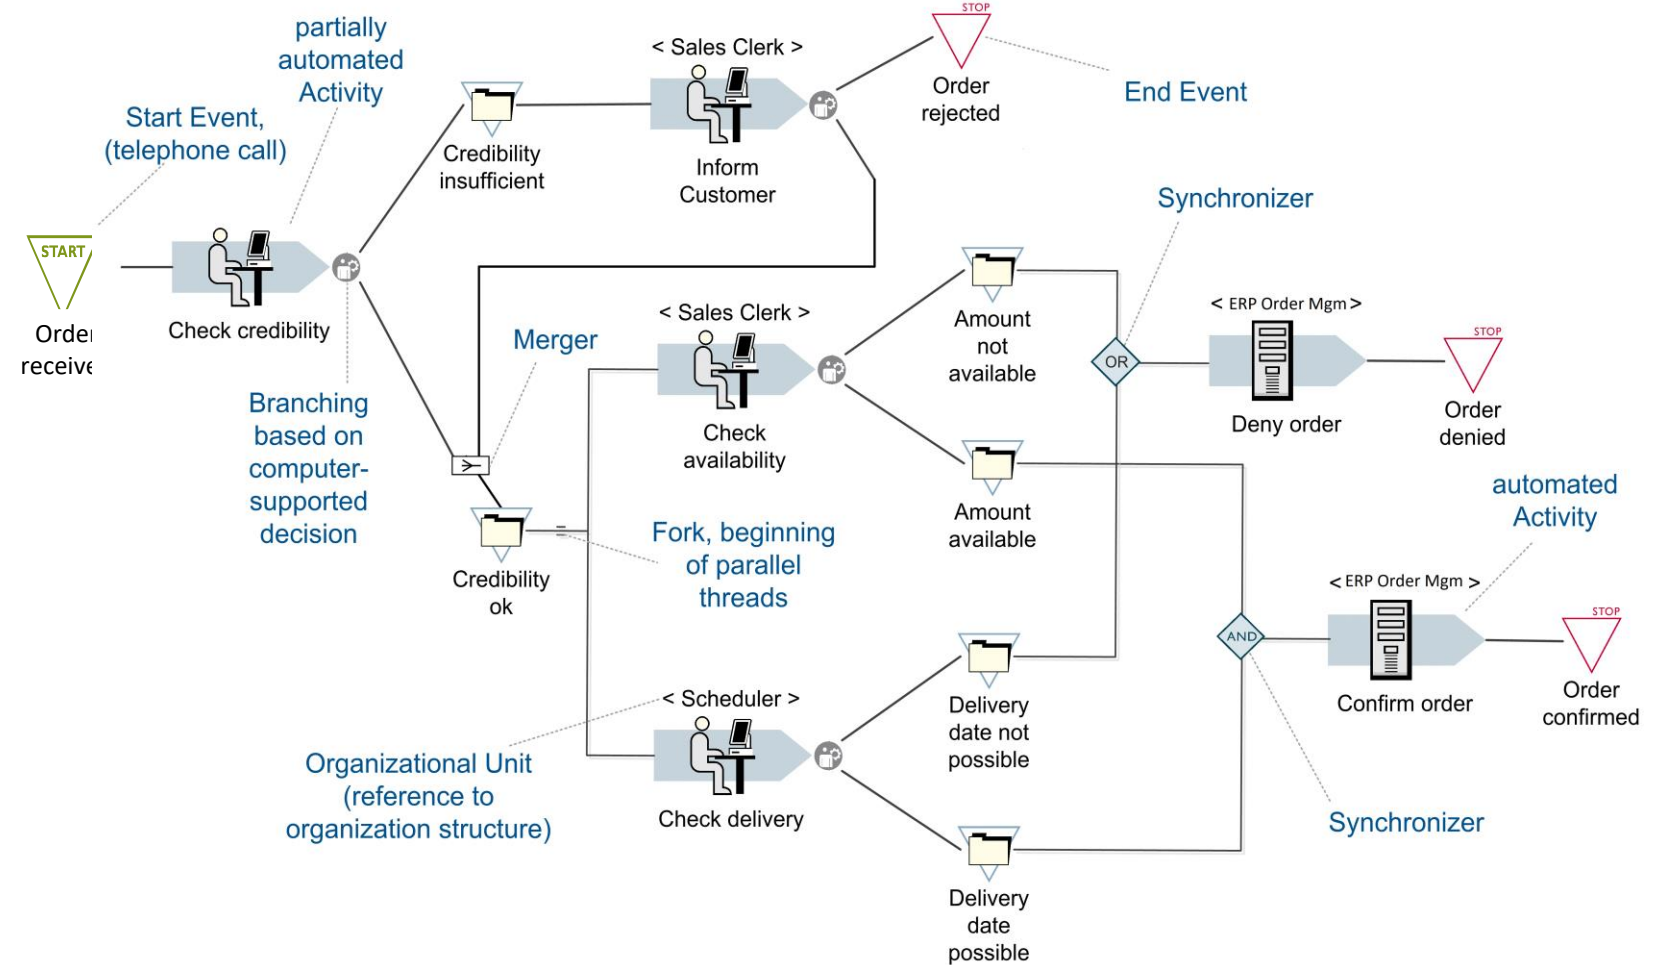 partially
automated
Activity
Start Event,
(telephone call)
START
Order
receive
Check credibility
Branching
based on
computer-
supported
decision
Credibility
insufficient
< Sales Clerk >
Inform
Customer
STOP
Order
rejected
End Event
Merger
Credibility
ok
Fork, beginning
of parallel
threads
< Sales Clerk >
Check
availability
Amount
not
available
Amount
available
Synchronizer
OR
< ERP Order Mgm >
Deny order
STOP
Order
denied
Organizational Unit
(reference to
organization structure)
< Scheduler >
Check delivery
Delivery
date not
possible
Delivery
date
possible
AND
Synchronizer
automated
Activity
< ERP Order Mgm >
Confirm order
STOP
Order
confirmed